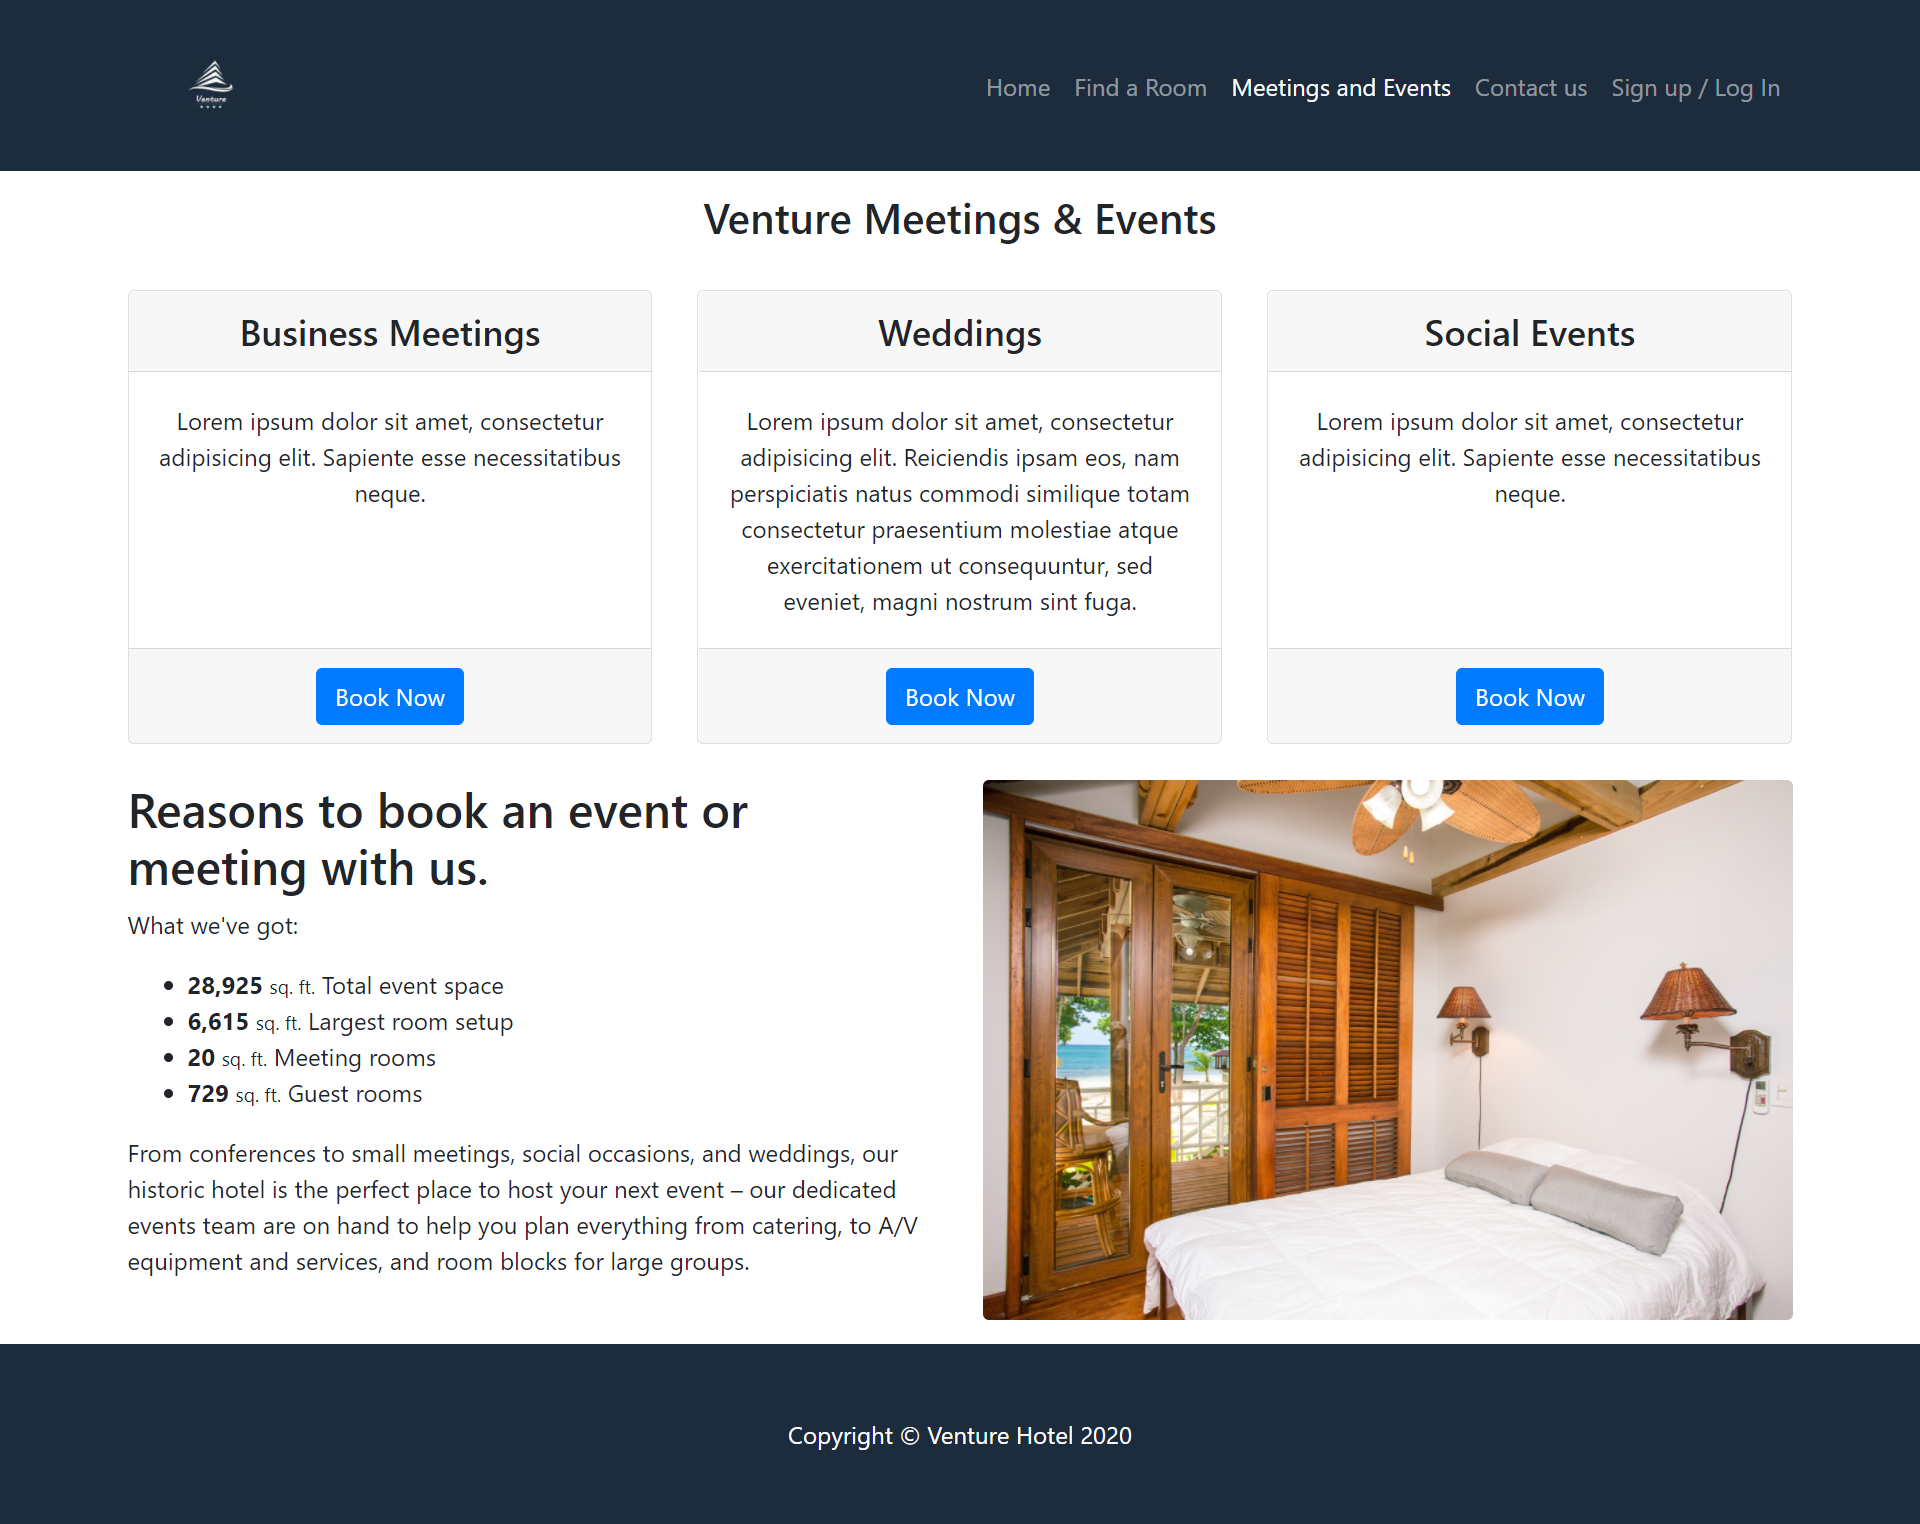 Venture
Home Find a Room Meetings and Events Contact us Sign up / Log In
Venture Meetings & Events
Business Meetings
Lorem ipsum dolor sit amet, consectetur
adipisicing elit. Sapiente esse necessitatibus
neque.
Book Now
Weddings
Lorem ipsum dolor sit amet, consectetur
adipisicing elit. Reiciendis ipsam eos, nam
perspiciatis natus commodi similique totam
consectetur praesentium molestiae atque
exercitationem ut consequuntur, sed
eveniet, magni nostrum sint fuga.
Book Now
Social Events
Lorem ipsum dolor sit amet, consectetur
adipisicing elit. Sapiente esse necessitatibus
neque.
Book Now
Reasons to book an event or
meeting with us.
What we've got:
• 28,925 sq. ft. Total event space
• 6,615 sq. ft. Largest room setup
• 20 sq. ft. Meeting rooms
• 729 sq. ft. Guest rooms
From conferences to small meetings, social occasions, and weddings, our
historic hotel is the perfect place to host your next event – our dedicated
events team are on hand to help you plan everything from catering, to A/V
equipment and services, and room blocks for large groups.
Copyright © Venture Hotel 2020